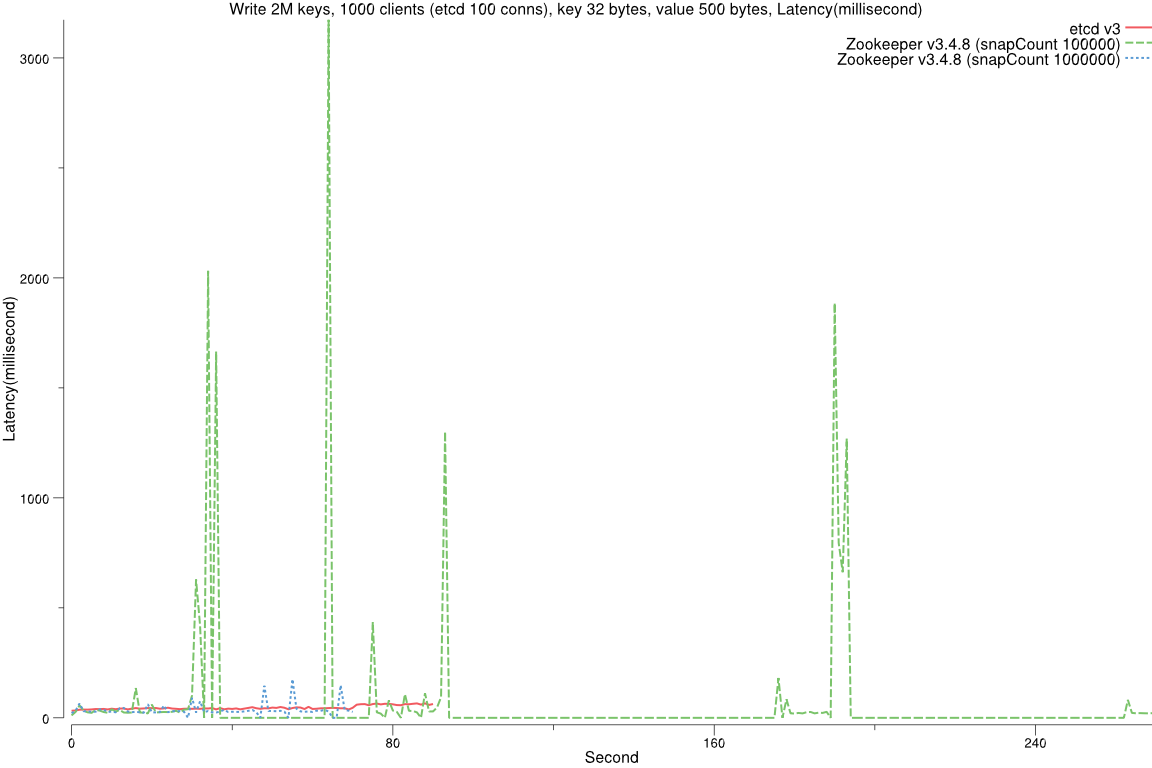 Write 2M keys, 1000 clients (etcd 100 conns), key 32 bytes, value 500 bytes, Latency(millisecond)
etcd v3
Zookeeper v3.4.8 (snapCount 100000)
Zookeeper v3.4.8 (snapCount 1000000)
3000
2000
1000
0
Latency(millisecond)
0 80 160 240
Second